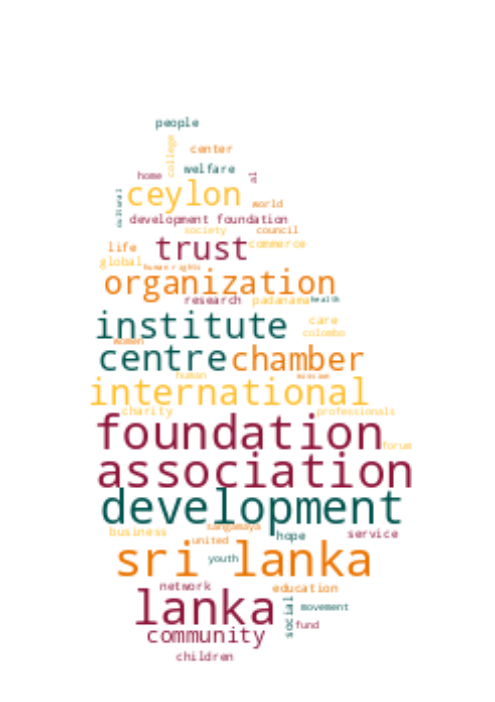 people
college
center
welfare
home
al
ceylon
cultural
world
development foundation
society council
trust
commerce
life
global
human rights
organization
research padanama health
institute
care
colombo
women
centre chamber
human mission
international
charity professionals
foundation
forum
association
development
sangamaya
business
hope service
united
sri lanka
youth
network education
lanka
social
movement
fund
community
children